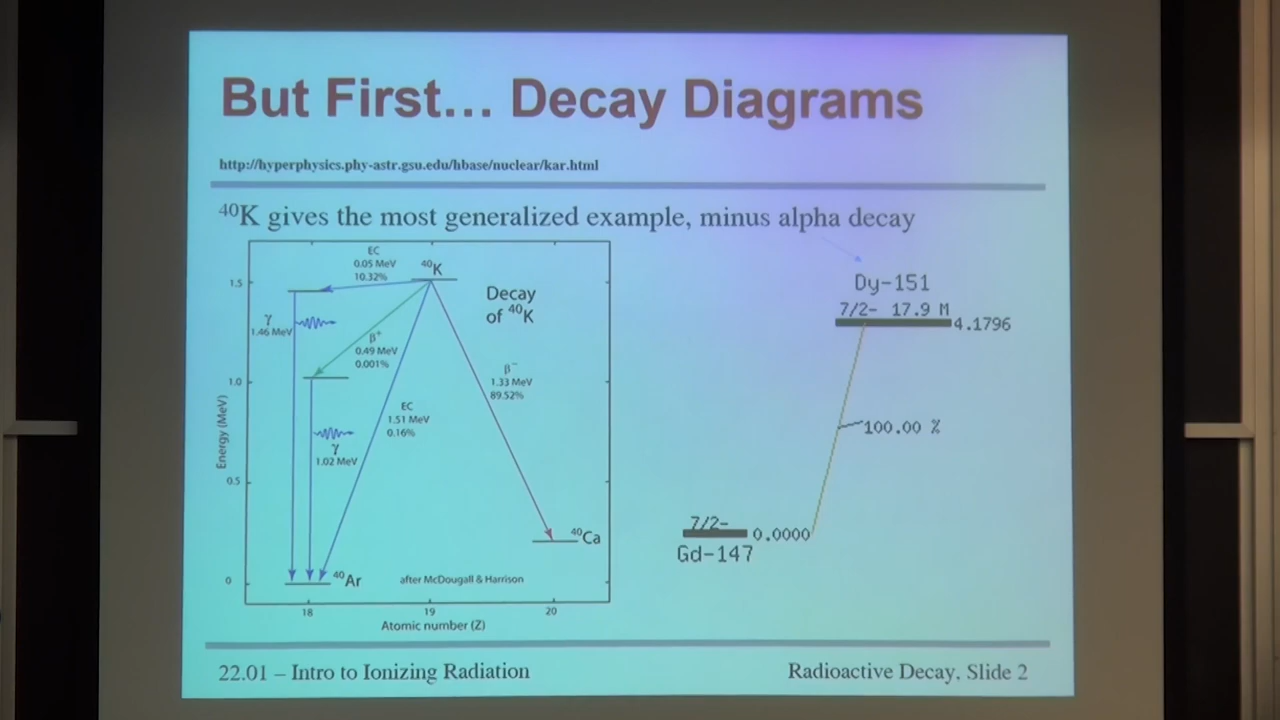 But First… Decay Diagrams
http://hyperphysics.phy-astr.gsu.edu/hbase/nuclear/kar.html
⁴⁰K gives the most generalized example, minus alpha decay
EC
0.05 MeV
10.32%
⁴⁰K
Decay
of ⁴⁰K
1.5
γ
1.46 MeV
β⁺
0.49 MeV
0.001%
1.0
β⁻
1.33 MeV
89.52%
EC
1.51 MeV
0.16%
γ
1.02 MeV
Energy (MeV)
0.5
⁴⁰Ca
0
⁴⁰Ar
after McDougall & Harrison
18
19
20
Atomic number (Z)
Dy-151
7/2- 17.9 M
4.1796
100.00 %
7/2-
0.0000
Gd-147
22.01 – Intro to Ionizing Radiation
Radioactive Decay, Slide 2